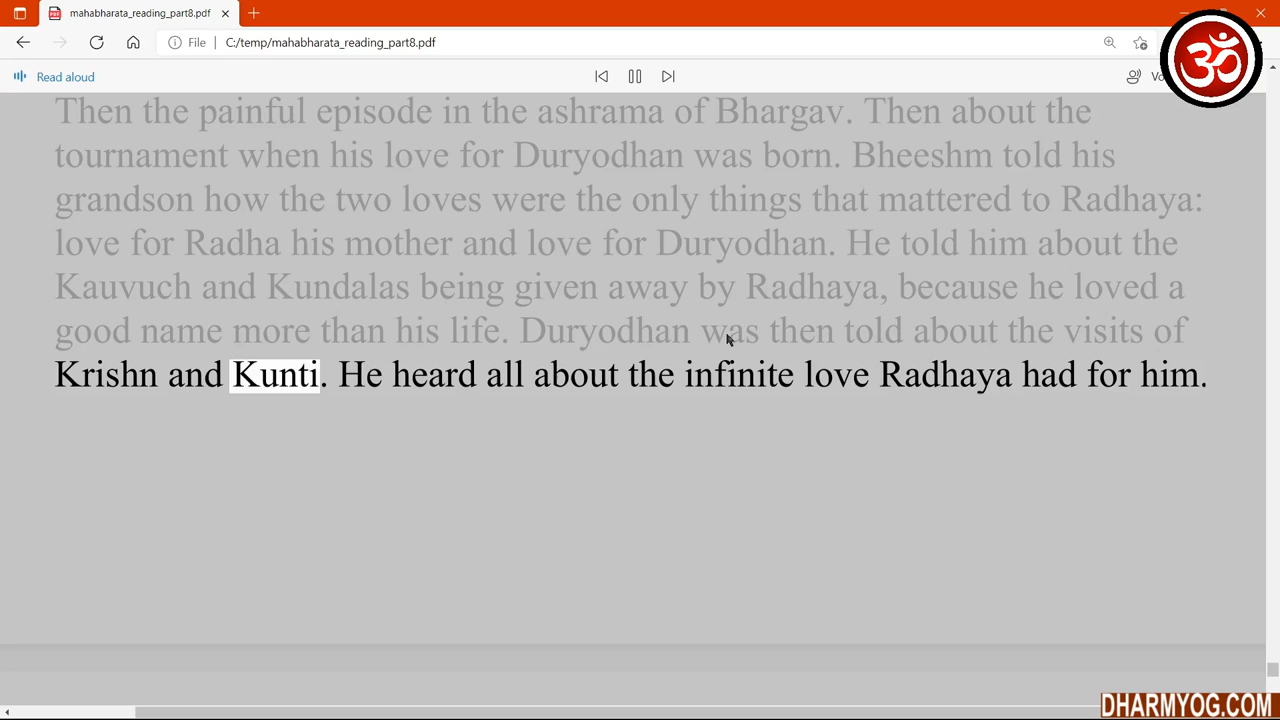 mahabharata_reading_part8.pdf
File
C:/temp/mahabharata_reading_part8.pdf
Read aloud
Then the painful episode in the ashrama of Bhargav. Then about the
tournament when his love for Duryodhan was born. Bheeshm told his
grandson how the two loves were the only things that mattered to Radhaya:
love for Radha his mother and love for Duryodhan. He told him about the
Kauvuch and Kundalas being given away by Radhaya, because he loved a
good name more than his life. Duryodhan was then told about the visits of
Krishn and Kunti. He heard all about the infinite love Radhaya had for him.
ॐ
DHARMYOG.COM